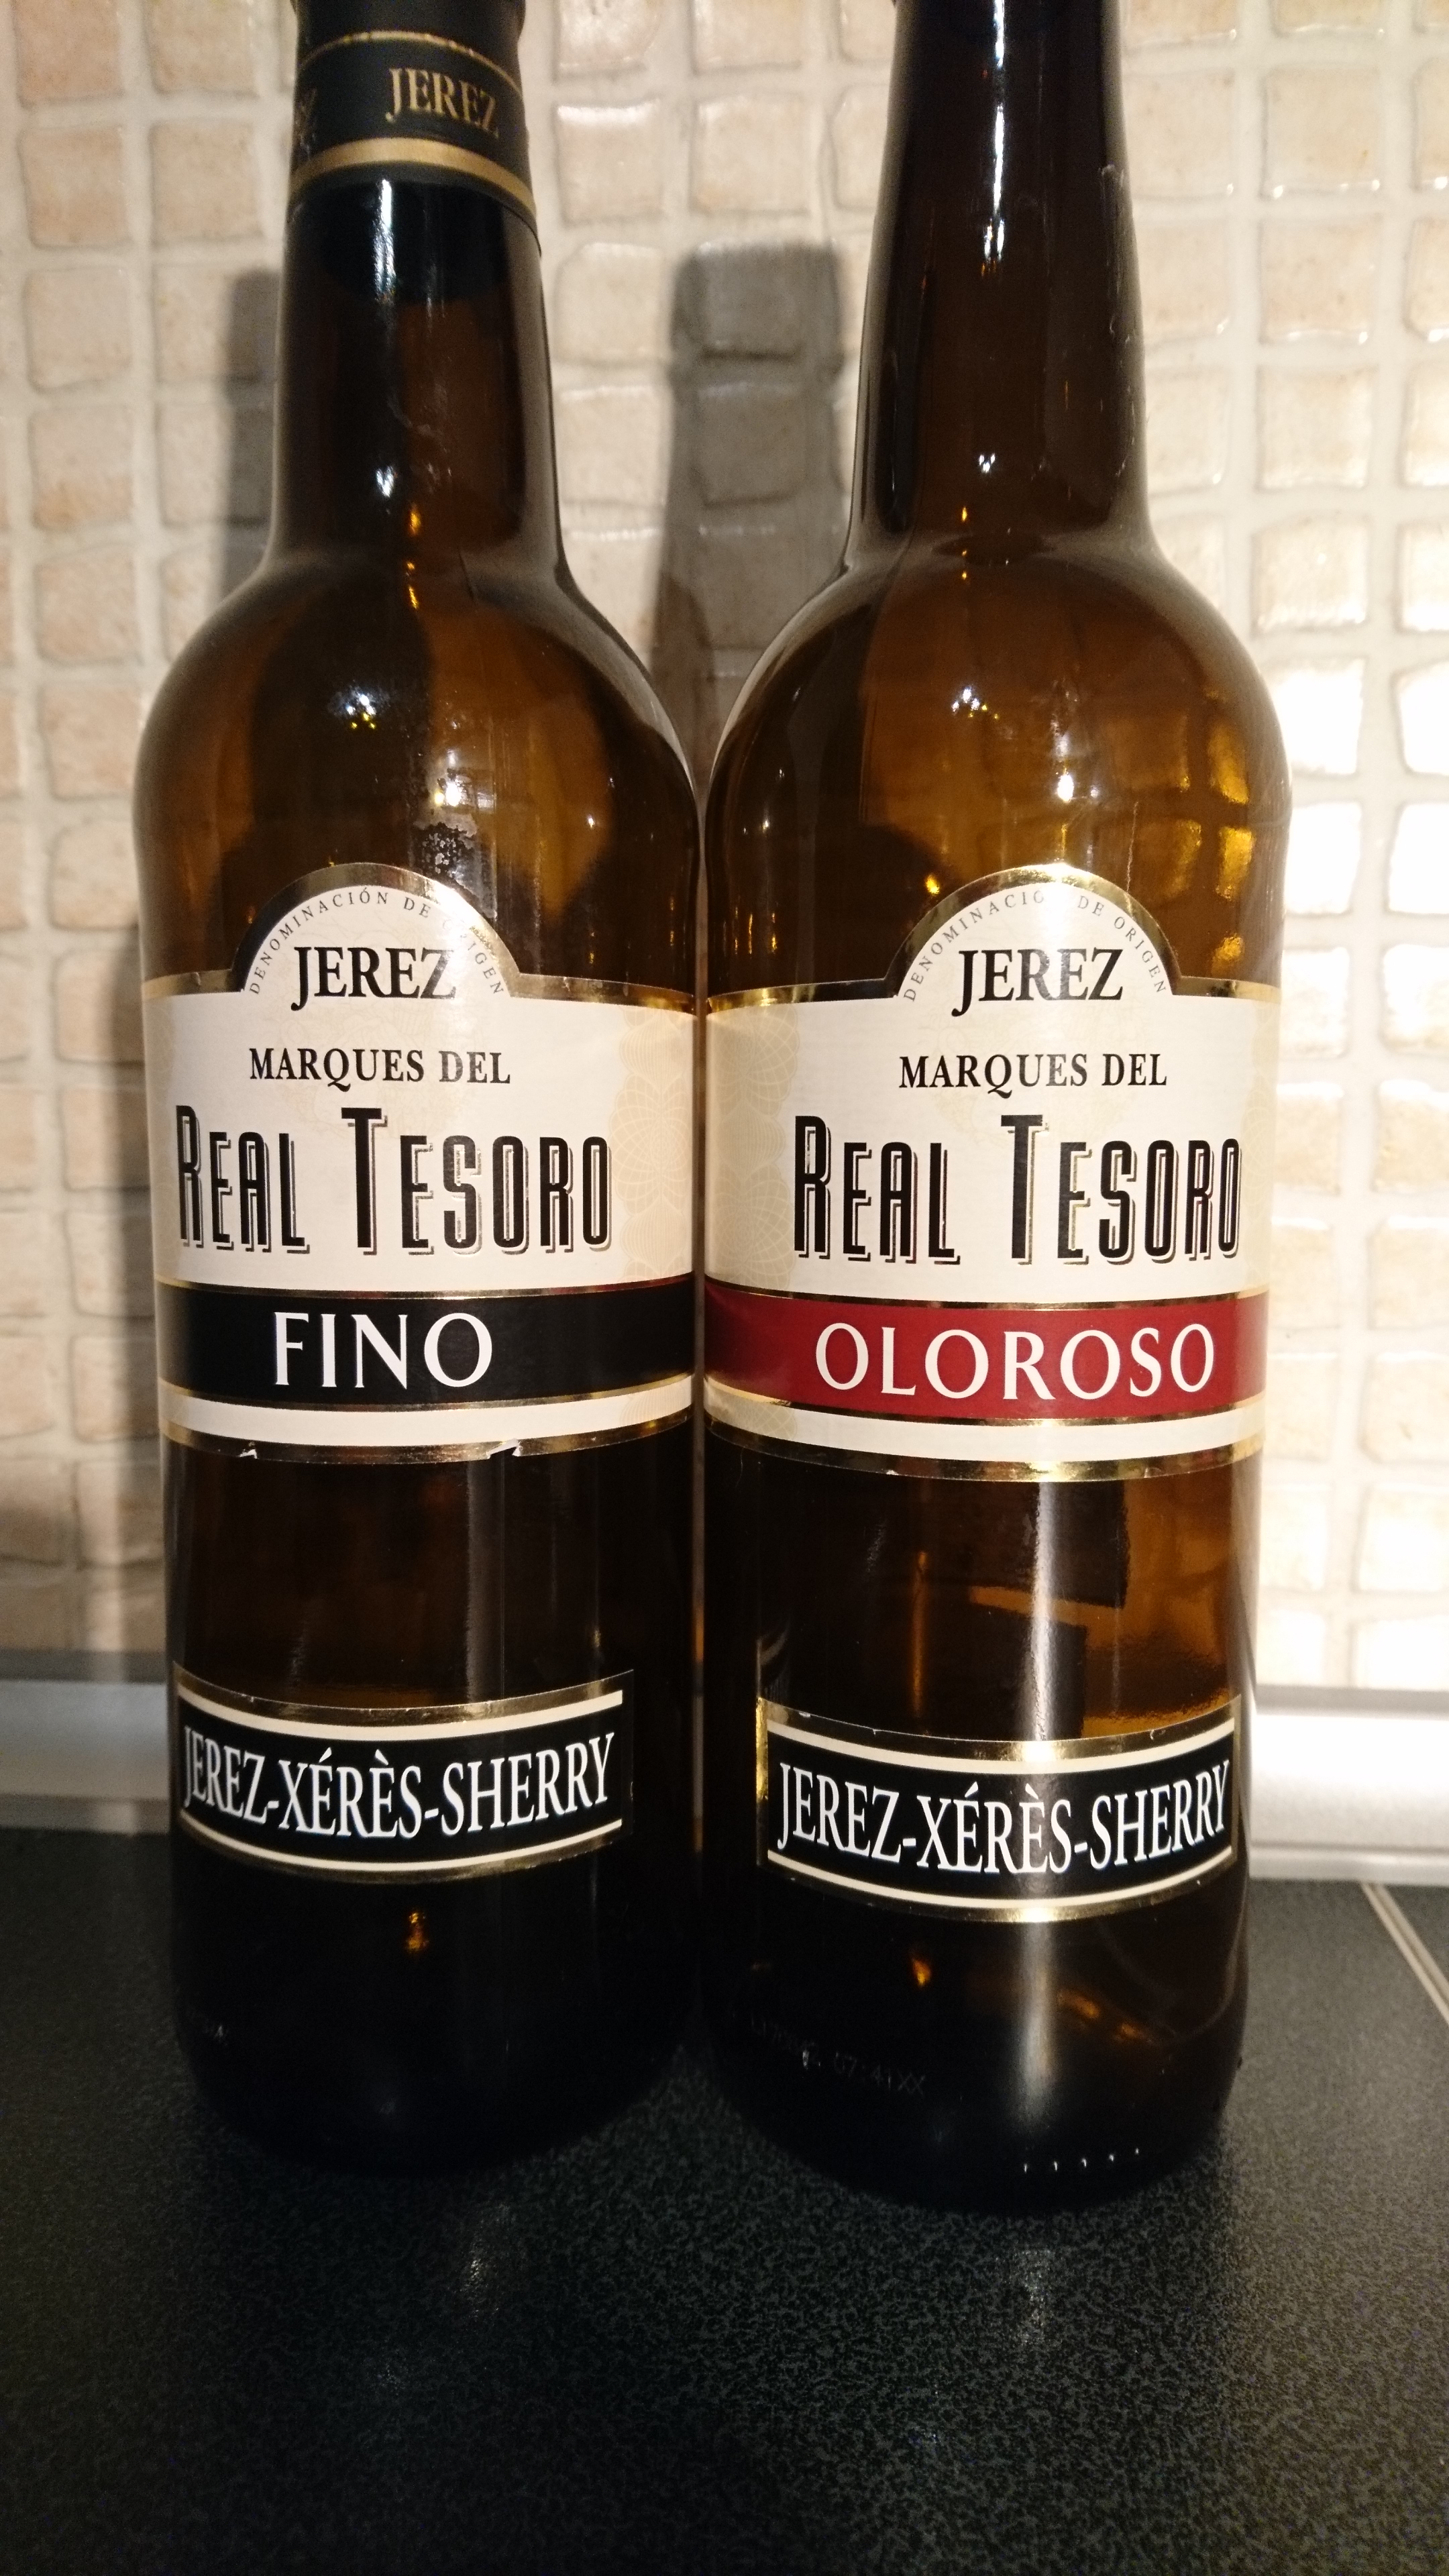 JEREZ
DENOMINACIÓN DE ORIGEN
JEREZ
MARQUES DEL
REAL TESORO
FINO
JEREZ-XÉRÈS-SHERRY
DENOMINACIÓN DE ORIGEN
JEREZ
MARQUES DEL
REAL TESORO
OLOROSO
JEREZ-XÉRÈS-SHERRY